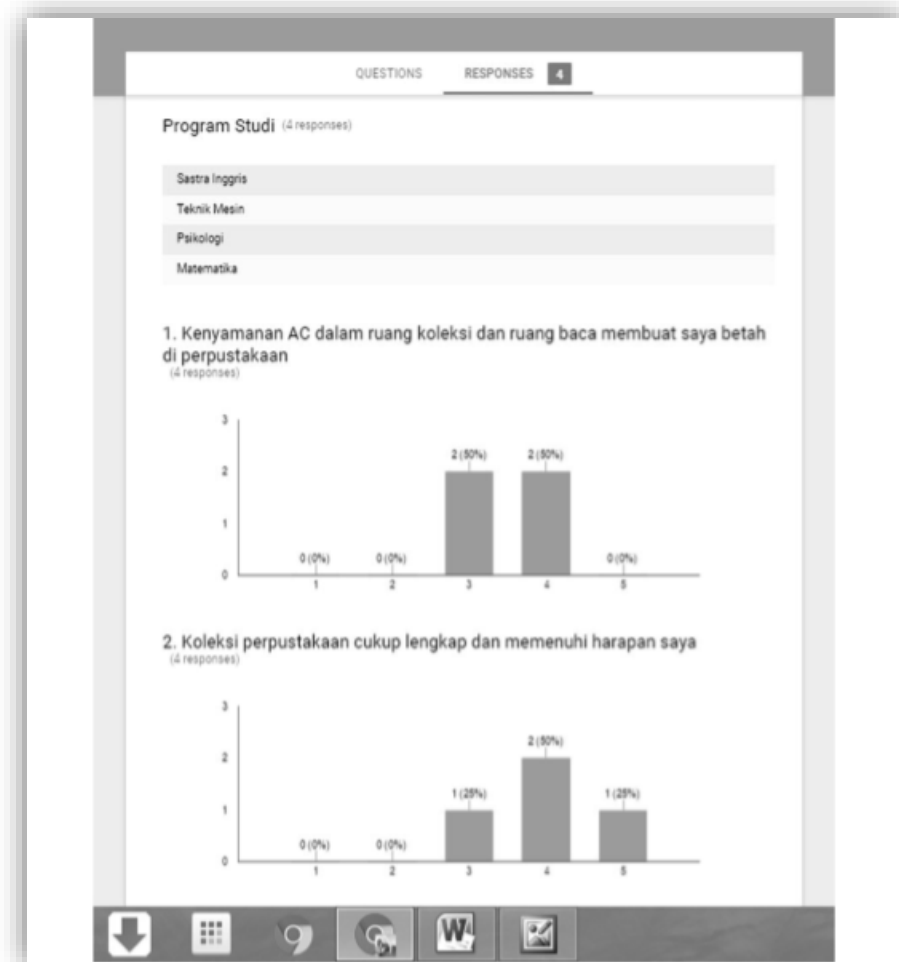 QUESTIONS RESPONSES 4
Program Studi (4 responses)
Sastra Inggris
Teknik Mesin
Psikologi
Matematika
1. Kenyamanan AC dalam ruang koleksi dan ruang baca membuat saya betah
di perpustakaan
(4 responses)
3
2 (50%) 2 (50%)
2
1
0 (0%) 0 (0%) 0 (0%)
0
1 2 3 4 5
2. Koleksi perpustakaan cukup lengkap dan memenuhi harapan saya
(4 responses)
3
2 (50%)
2
1 (25%) 1 (25%)
1
0 (0%) 0 (0%)
0
1 2 3 4 5
W